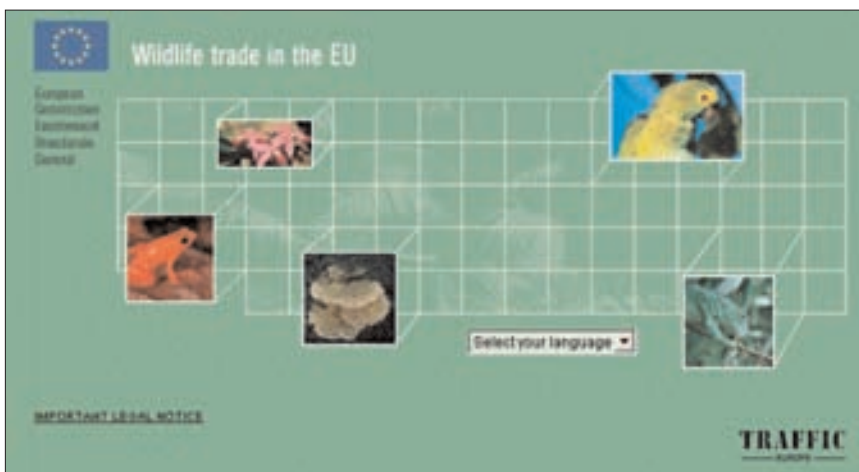 Wildlife trade in the EU
European
Commission
Environment
Directorate
General
Select your language
IMPORTANT LEGAL NOTICE
TRAFFIC
EUROPE